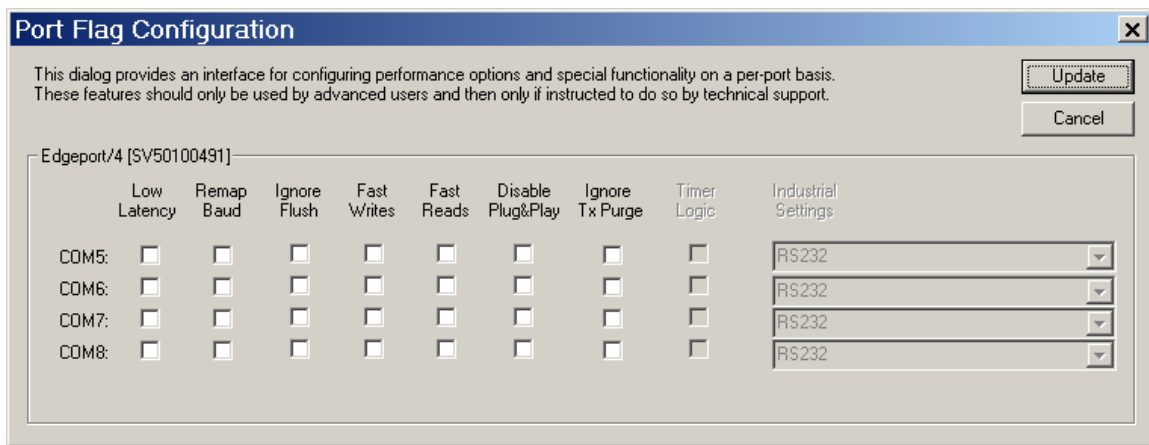 Port Flag Configuration
This dialog provides an interface for configuring performance options and special functionality on a per-port basis.
These features should only be used by advanced users and then only if instructed to do so by technical support.
Update
Cancel
Edgeport/4 [SV50100491]
Low Remap Ignore Fast Fast Disable Ignore Timer Industrial
Latency Baud Flush Writes Reads Plug&Play Tx Purge Logic Settings
COM5: RS232
COM6: RS232
COM7: RS232
COM8: RS232